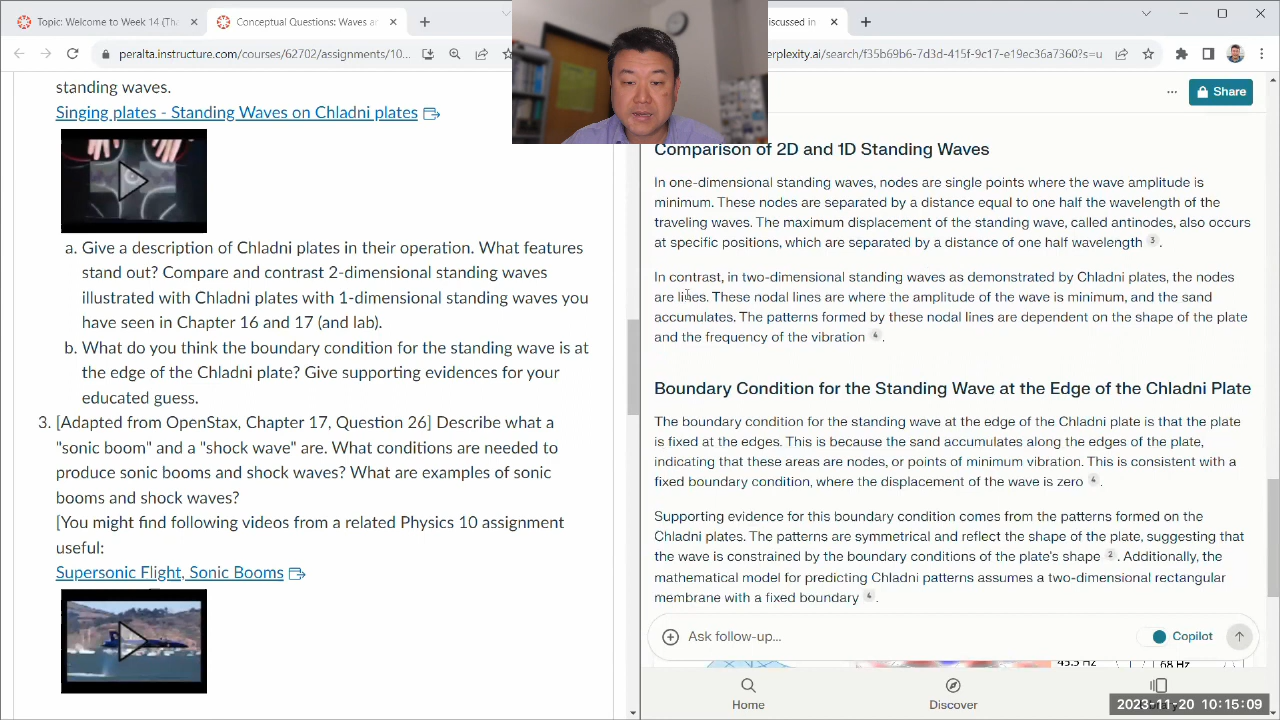 Topic: Welcome to Week 14 (Th
Conceptual Questions: Waves a
iscussed in
peralta.instructure.com/courses/62702/assignments/10...
erplexity.ai/search/f35b69b6-7d3d-415f-9c17-e19ec36a7360?s=u
standing waves.
Singing plates - Standing Waves on Chladni plates
a. Give a description of Chladni plates in their operation. What features
stand out? Compare and contrast 2-dimensional standing waves
illustrated with Chladni plates with 1-dimensional standing waves you
have seen in Chapter 16 and 17 (and lab).
b. What do you think the boundary condition for the standing wave is at
the edge of the Chladni plate? Give supporting evidences for your
educated guess.
3. [Adapted from OpenStax, Chapter 17, Question 26] Describe what a
"sonic boom" and a "shock wave" are. What conditions are needed to
produce sonic booms and shock waves? What are examples of sonic
booms and shock waves?
[You might find following videos from a related Physics 10 assignment
useful:
Supersonic Flight, Sonic Booms
Share
Comparison of 2D and 1D Standing Waves
In one-dimensional standing waves, nodes are single points where the wave amplitude is
minimum. These nodes are separated by a distance equal to one half the wavelength of the
traveling waves. The maximum displacement of the standing wave, called antinodes, also occurs
at specific positions, which are separated by a distance of one half wavelength 3.
In contrast, in two-dimensional standing waves as demonstrated by Chladni plates, the nodes
are lines. These nodal lines are where the amplitude of the wave is minimum, and the sand
accumulates. The patterns formed by these nodal lines are dependent on the shape of the plate
and the frequency of the vibration 4.
Boundary Condition for the Standing Wave at the Edge of the Chladni Plate
The boundary condition for the standing wave at the edge of the Chladni plate is that the plate
is fixed at the edges. This is because the sand accumulates along the edges of the plate,
indicating that these areas are nodes, or points of minimum vibration. This is consistent with a
fixed boundary condition, where the displacement of the wave is zero 4.
Supporting evidence for this boundary condition comes from the patterns formed on the
Chladni plates. The patterns are symmetrical and reflect the shape of the plate, suggesting that
the wave is constrained by the boundary conditions of the plate's shape 2. Additionally, the
mathematical model for predicting Chladni patterns assumes a two-dimensional rectangular
membrane with a fixed boundary 4.
Ask follow-up...
Copilot
Home
Discover
2023-11-20 10:15:09